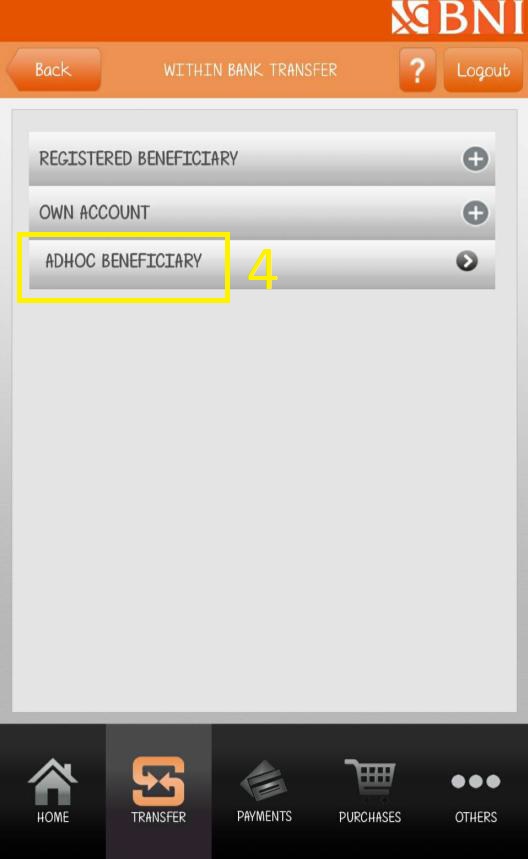 BNI
Back
WITHIN BANK TRANSFER
?
Logout
REGISTERED BENEFICIARY
OWN ACCOUNT
ADHOC BENEFICIARY
4
HOME
TRANSFER
PAYMENTS
PURCHASES
OTHERS